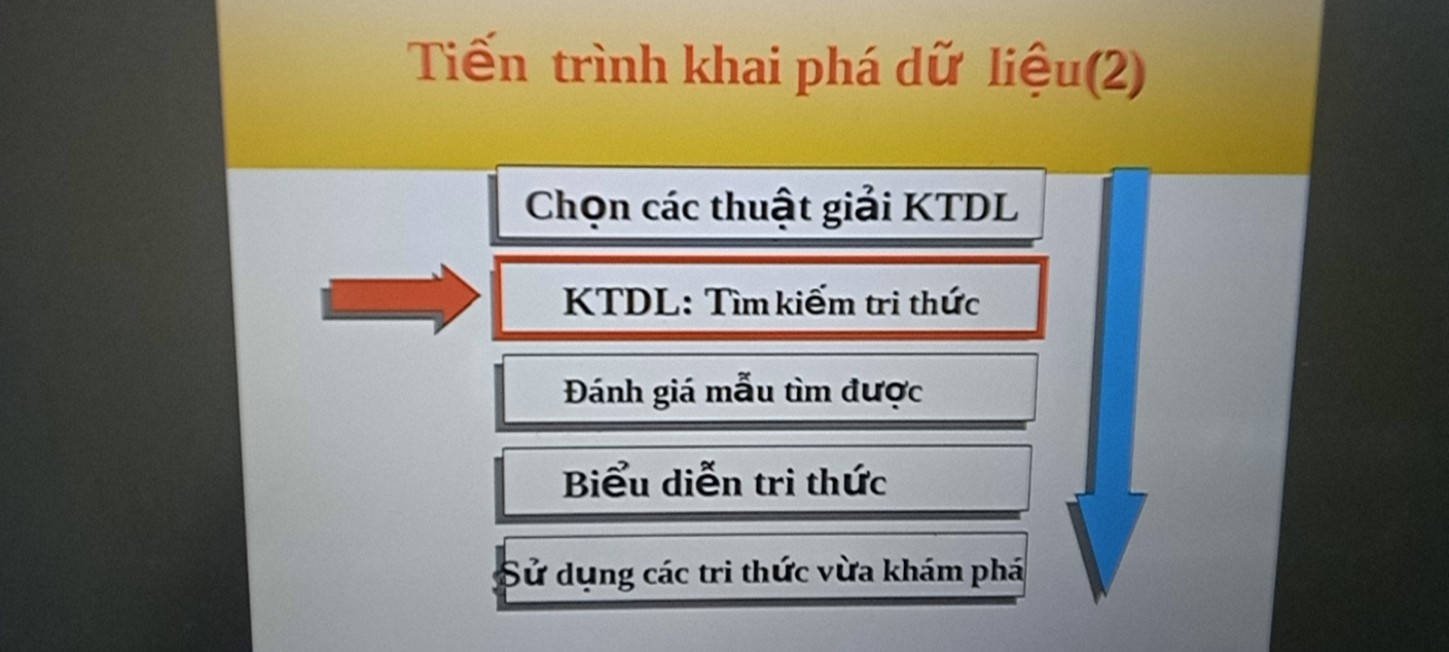 Tiến trình khai phá dữ liệu(2)
Chọn các thuật giải KTDL
KTDL: Tìm kiếm tri thức
Đánh giá mẫu tìm được
Biểu diễn tri thức
Sử dụng các tri thức vừa khám phá